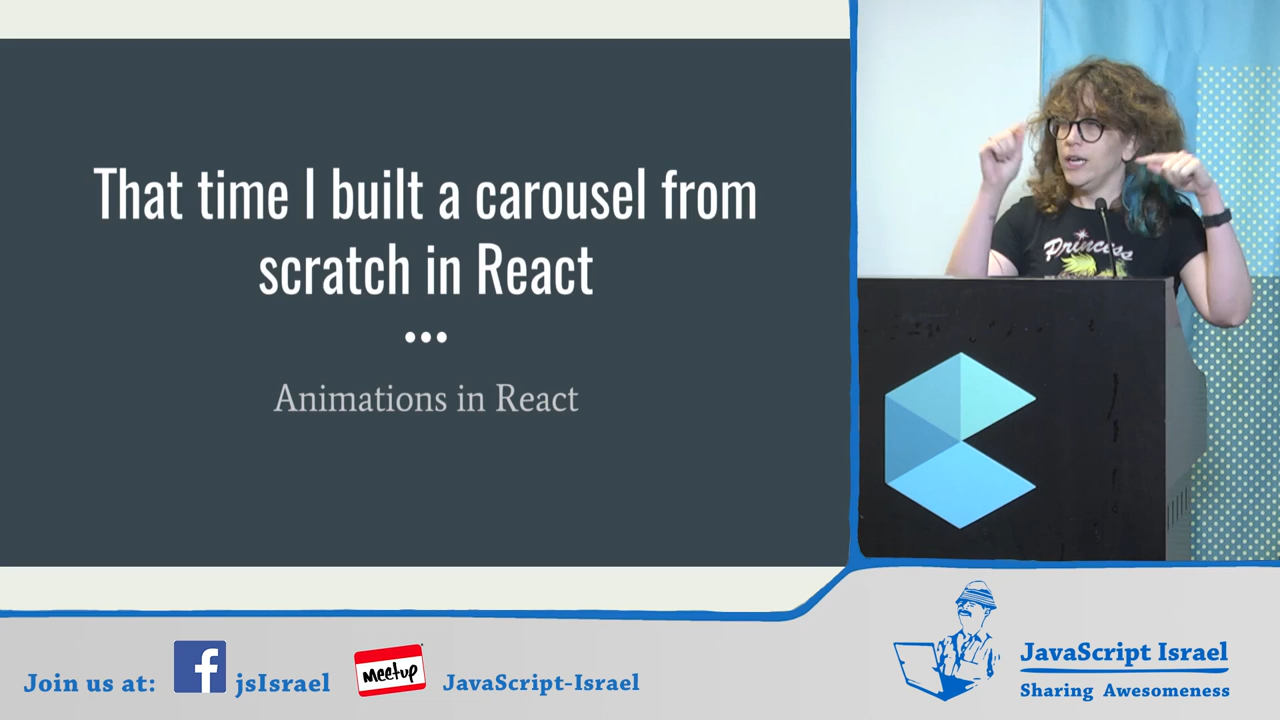 That time I built a carousel from
scratch in React
Animations in React
Princess
Join us at:
jsIsrael
meetup
JavaScript-Israel
JavaScript Israel
Sharing Awesomeness